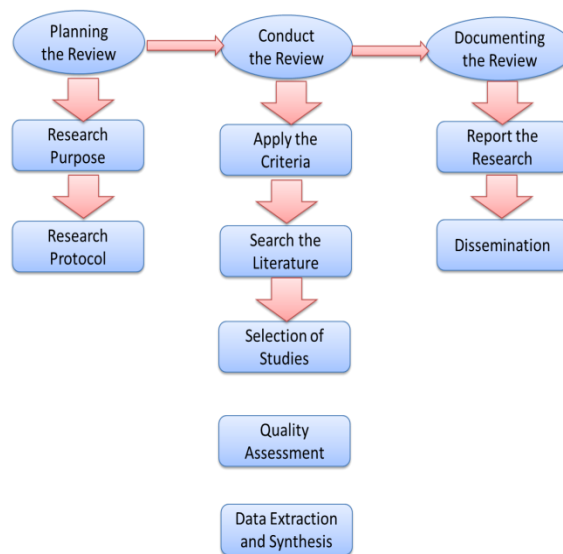 Planning
the Review
Conduct
the Review
Documenting
the Review
Research
Purpose
Apply the
Criteria
Report the
Research
Research
Protocol
Search the
Literature
Dissemination
Selection of
Studies
Quality
Assessment
Data Extraction
and Synthesis